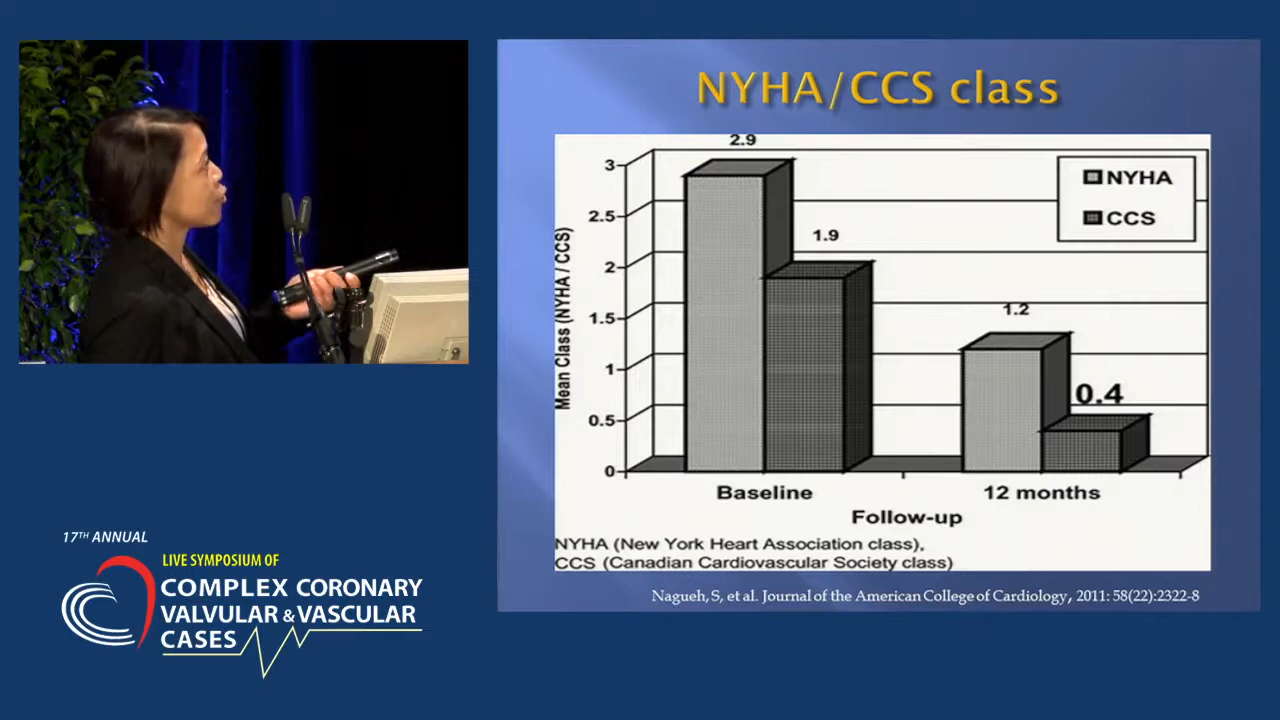 NYHA/CCS class
2.9
3
NYHA
2.5
CCS
1.9
2
1.5
1.2
1
0.4
0.5
0
Mean Class (NYHA / CCS)
Baseline
12 months
Follow-up
NYHA (New York Heart Association class),
CCS (Canadian Cardiovascular Society class)
Nagueh, S, et al. Journal of the American College of Cardiology, 2011: 58(22):2322-8
17TH ANNUAL
LIVE SYMPOSIUM OF
COMPLEX CORONARY
VALVULAR & VASCULAR
CASES